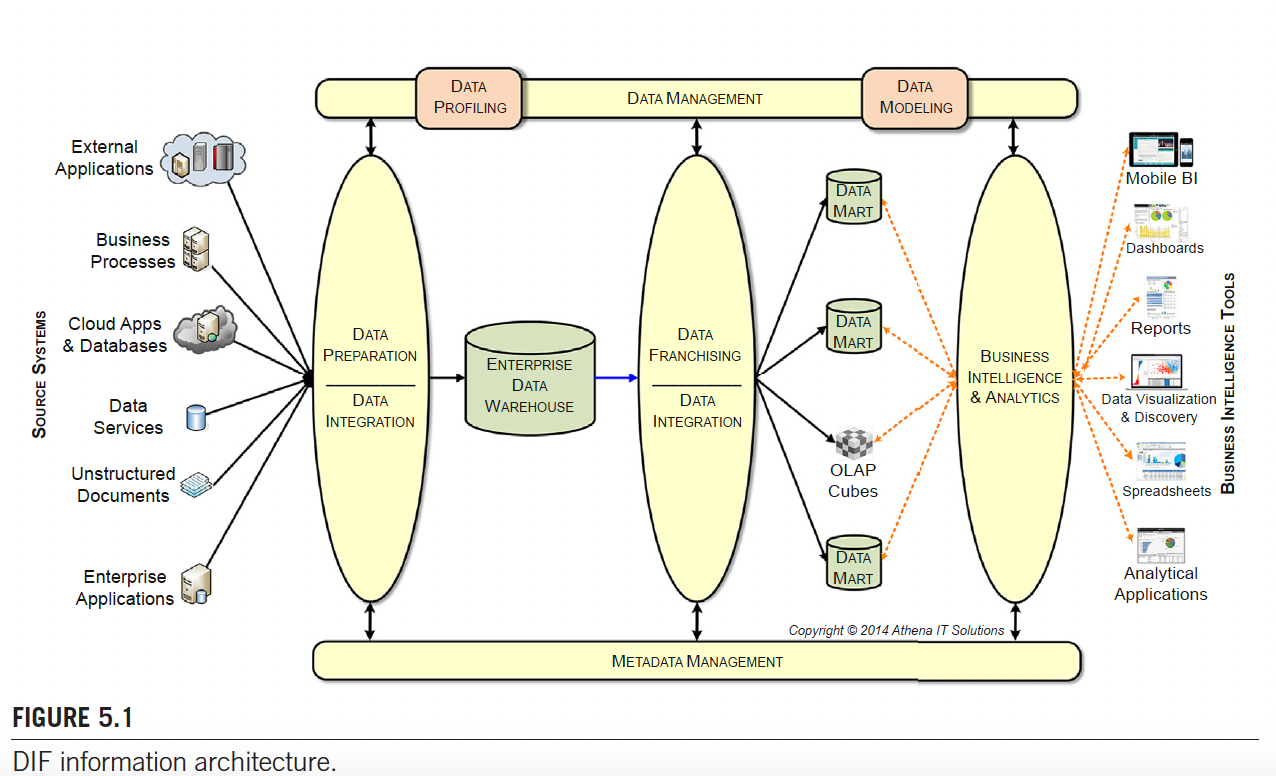 DATA
PROFILING
DATA MANAGEMENT
DATA
MODELING
SOURCE SYSTEMS
External
Applications
Business
Processes
Cloud Apps
& Databases
Data
Services
Unstructured
Documents
Enterprise
Applications
DATA
PREPARATION
DATA
INTEGRATION
ENTERPRISE
DATA
WAREHOUSE
DATA
FRANCHISING
DATA
INTEGRATION
DATA
MART
DATA
MART
OLAP
Cubes
DATA
MART
BUSINESS
INTELLIGENCE
& ANALYTICS
Mobile BI
Dashboards
Reports
Data Visualization
& Discovery
Spreadsheets
Analytical
Applications
BUSINESS INTELLIGENCE TOOLS
Copyright © 2014 Athena IT Solutions
METADATA MANAGEMENT
FIGURE 5.1
DIF information architecture.